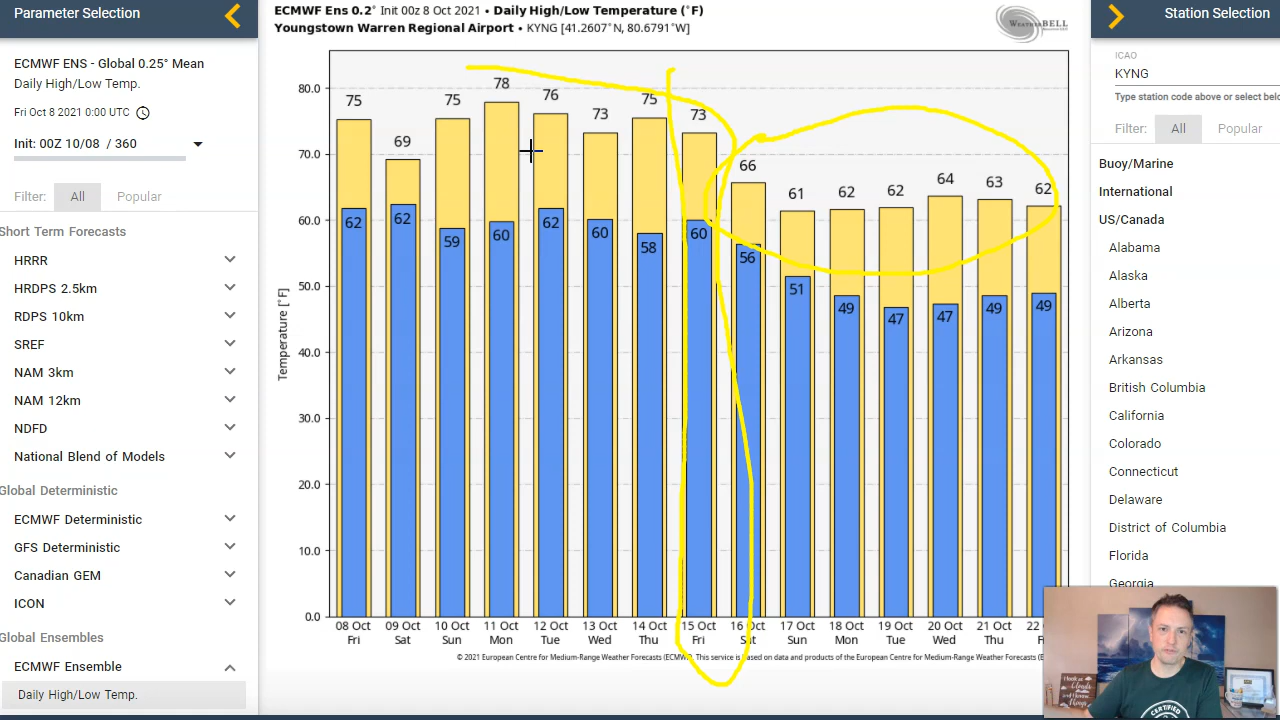 Parameter Selection
ECMWF ENS - Global 0.25° Mean
Daily High/Low Temp.
Fri Oct 8 2021 0:00 UTC
Init 00Z 10/08 / 360
Filter: All Popular
Short Term Forecasts
HRRR
HRDPS 2.5km
RDPS 10km
SREF
NAM 3km
NAM 12km
NDFD
National Blend of Models
Global Deterministic
ECMWF Deterministic
GFS Deterministic
Canadian GEM
ICON
Global Ensembles
ECMWF Ensemble
Daily High/Low Temp.
ECMWF Ens 0.2° Init 00z 8 Oct 2021 • Daily High/Low Temperature (°F)
Youngstown Warren Regional Airport • KYNG [41.2607°N, 80.6791°W]
WEATHERBELL
Temperature [°F]
80.0
70.0
60.0
50.0
40.0
30.0
20.0
10.0
0.0
75 69 75 78 76 73 75 73 66 61 62 62 64 63 62
62 62 59 60 62 60 58 60 56 51 49 47 47 49 49
08 Oct 09 Oct 10 Oct 11 Oct 12 Oct 13 Oct 14 Oct 15 Oct 16 Oct 17 Oct 18 Oct 19 Oct 20 Oct 21 Oct 22
Fri Sat Sun Mon Tue Wed Thu Fri Sat Sun Mon Tue Wed Thu F
© 2021 European Centre for Medium-Range Weather Forecasts (ECMWF). This service is based on data and products of the European Centre for Medium-Range Weather Forecasts (E
Station Selection
ICAO
KYNG
Type station code above or select belo
Filter: All Popular
Buoy/Marine
International
US/Canada
Alabama
Alaska
Alberta
Arizona
Arkansas
British Columbia
California
Colorado
Connecticut
Delaware
District of Columbia
Florida
Georgia
CERTIFIED